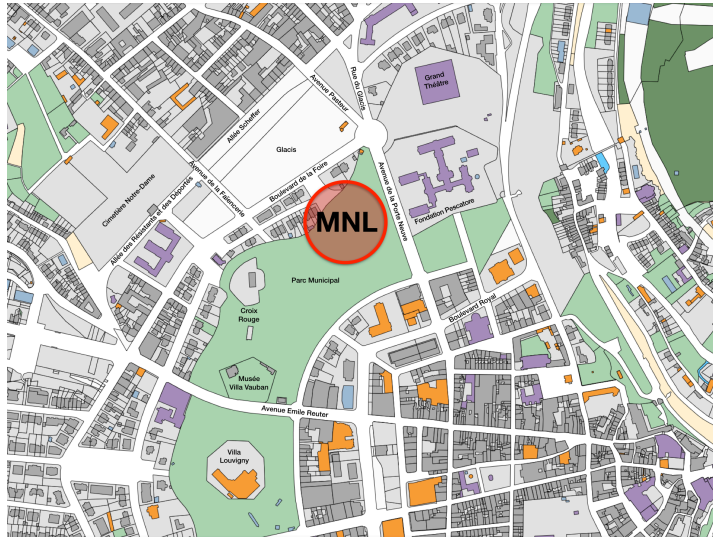 Grand
Théâtre
Rue du Glacis
Avenue Pasteur
Allée Scheffer
Glacis
Boulevard de la Foire
Avenue de la Faïencerie
Cimetière Notre-Dame
Allée des Résistants et des Déportés
Avenue de la Porte Neuve
Fondation Pescatore
MNL
Parc Municipal
Croix
Rouge
Boulevard Royal
Musée
Villa Vauban
Avenue Emile Reuter
Villa
Louvigny